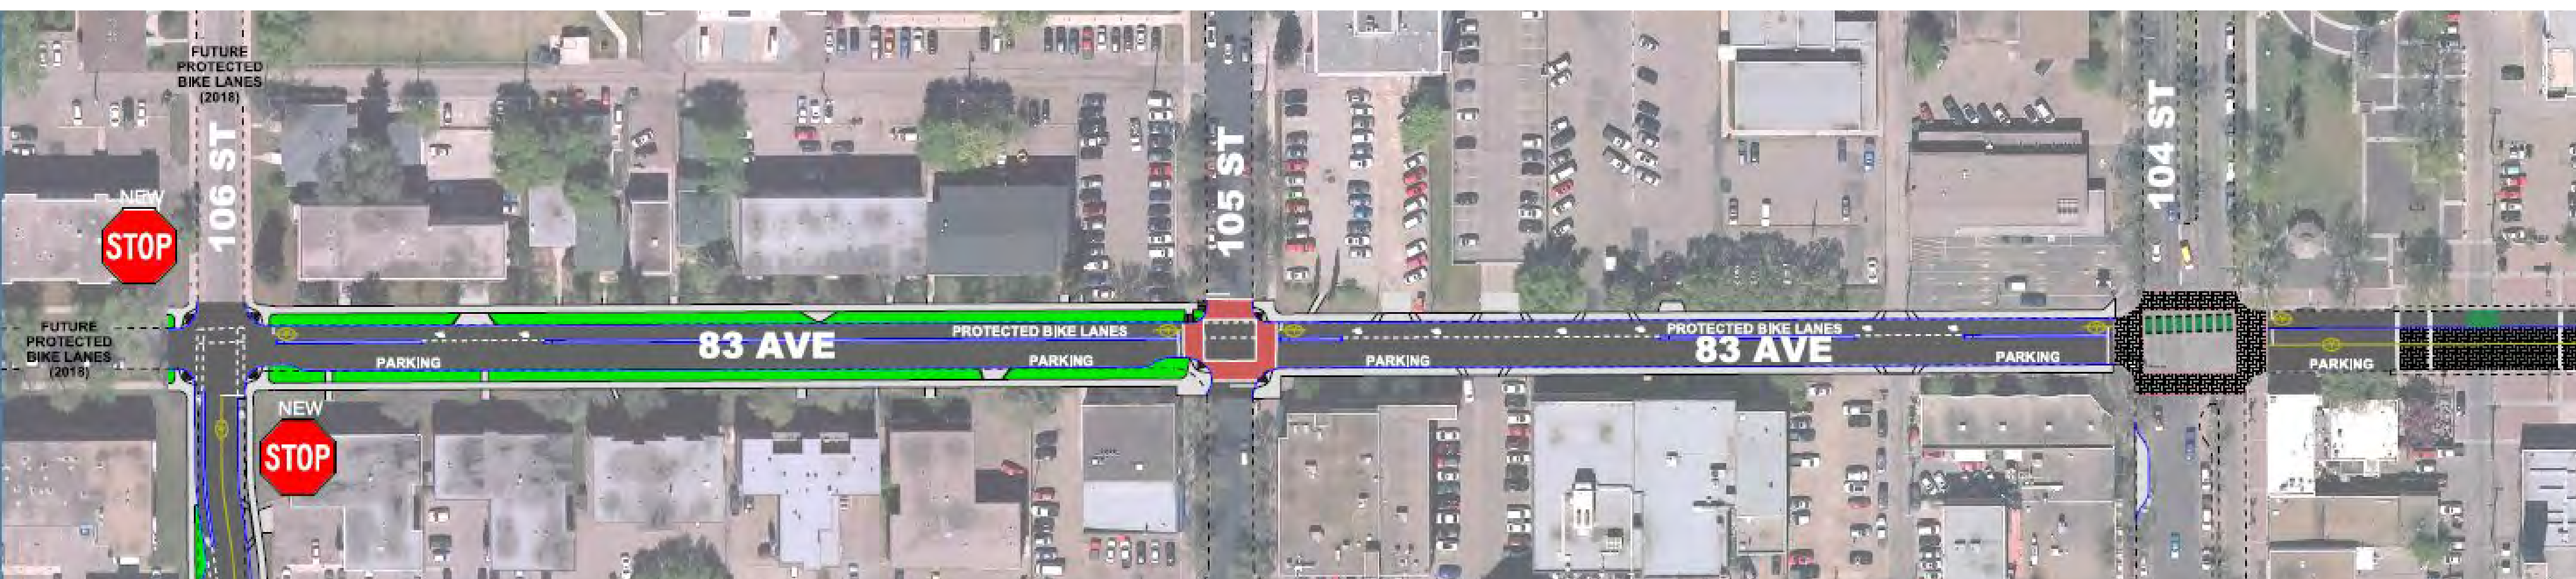 FUTURE
PROTECTED
BIKE LANES
(2018)
106 ST
NEW
STOP
105 ST
104 ST
FUTURE
PROTECTED
BIKE LANES
(2018)
PROTECTED BIKE LANES
83 AVE
PARKING
PARKING
PROTECTED BIKE LANES
83 AVE
PARKING
PARKING
PARKING
NEW
STOP